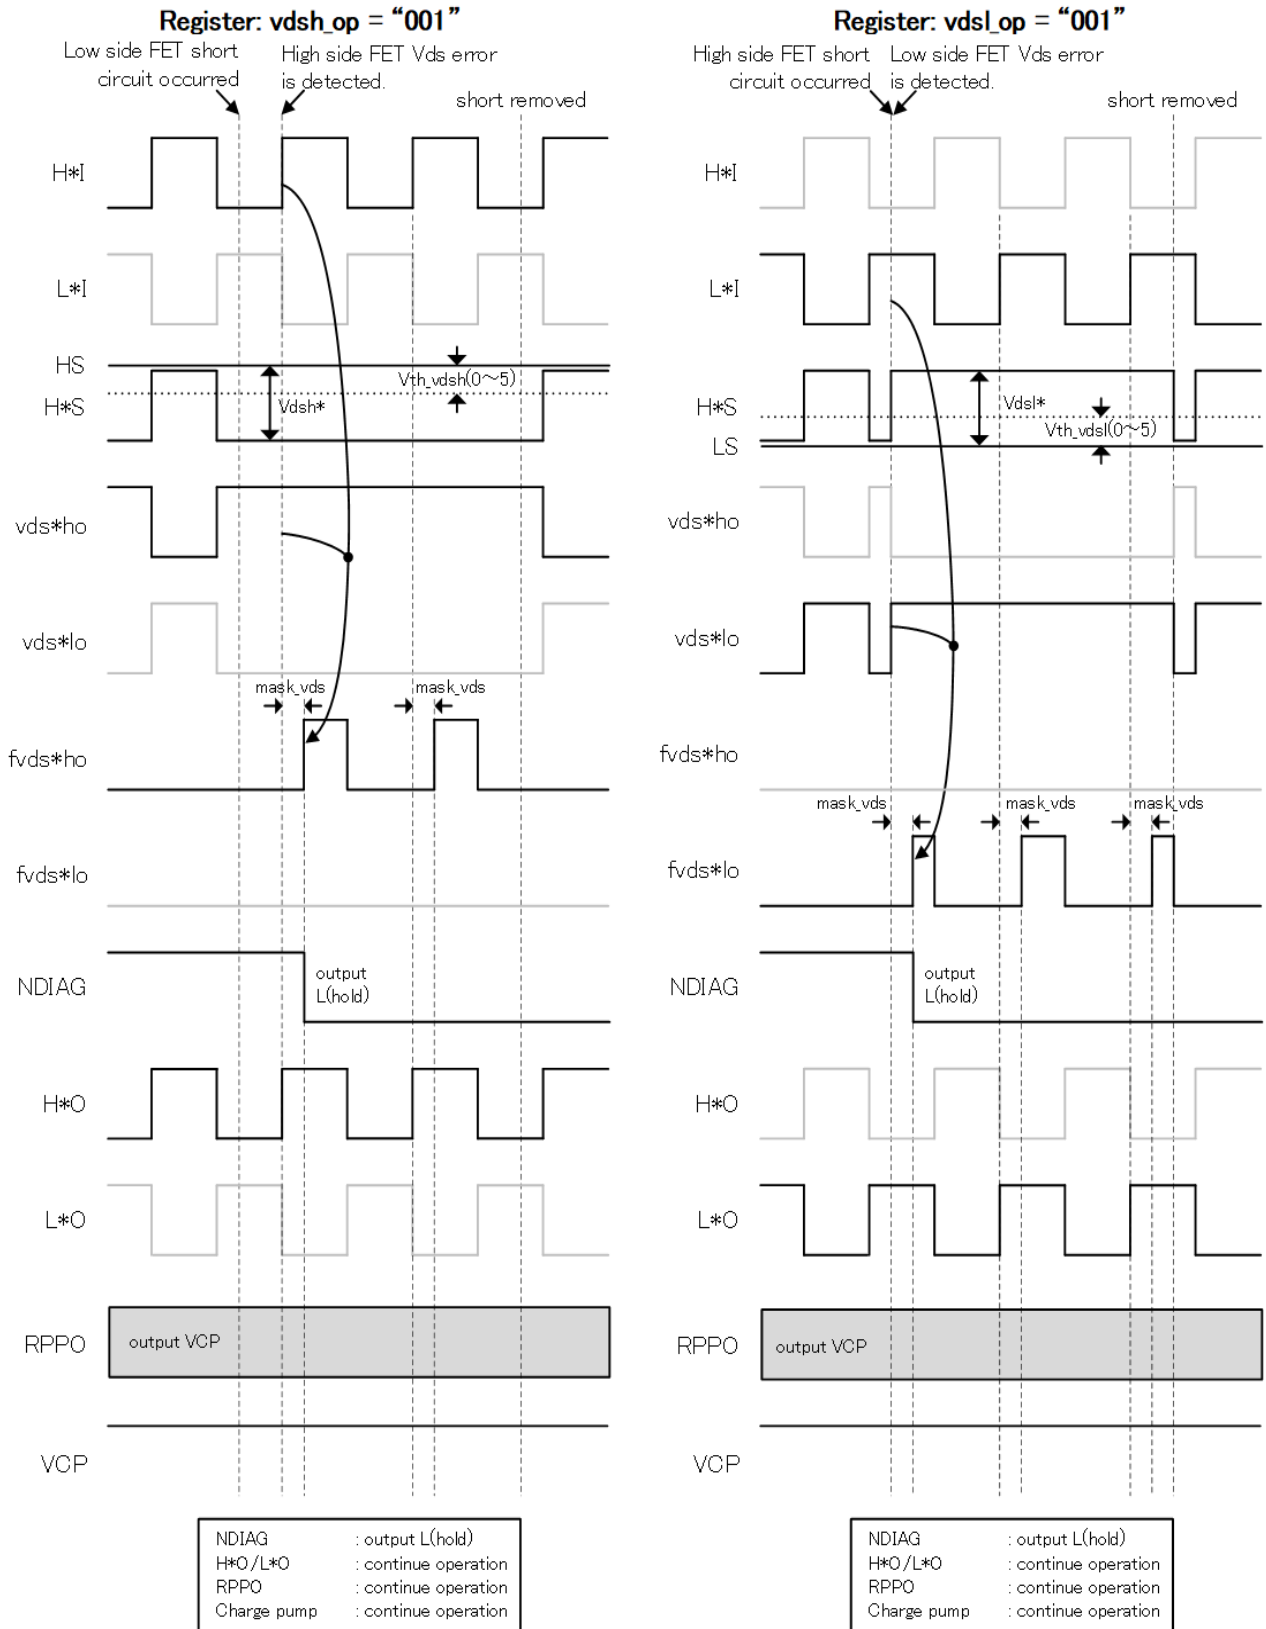 Register: vdsh_op = “001”
Low side FET short
circuit occurred
High side FET Vds error
is detected.
short removed
H*I
L*I
HS
Vth_vdsh(0～5)
H*S
Vdsh*
vds*ho
vds*lo
mask_vds
mask_vds
fvds*ho
fvds*lo
NDIAG
output
L(hold)
H*O
L*O
RPPO
output VCP
VCP
NDIAG : output L(hold)
H*O/L*O : continue operation
RPPO : continue operation
Charge pump : continue operation
Register: vdsl_op = “001”
High side FET short
circuit occurred
Low side FET Vds error
is detected.
short removed
H*I
L*I
H*S
Vdsl*
Vth_vdsl(0～5)
LS
vds*ho
vds*lo
fvds*ho
mask_vds
mask_vds
mask_vds
fvds*lo
NDIAG
output
L(hold)
H*O
L*O
RPPO
output VCP
VCP
NDIAG : output L(hold)
H*O/L*O : continue operation
RPPO : continue operation
Charge pump : continue operation